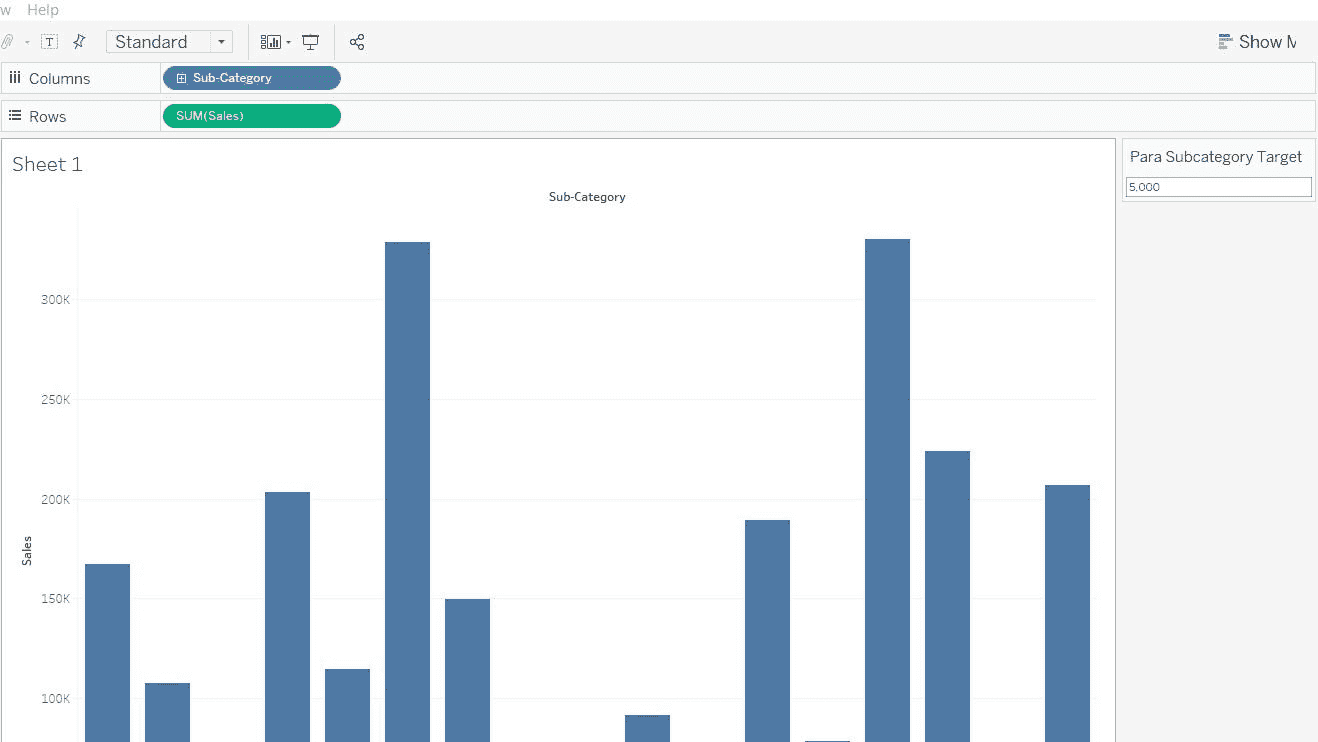 w Help
T Standard Show M
Columns Sub-Category
Rows SUM(Sales)
Sheet 1
Para Subcategory Target
5,000
Sub-Category
300K
250K
200K
Sales
150K
100K